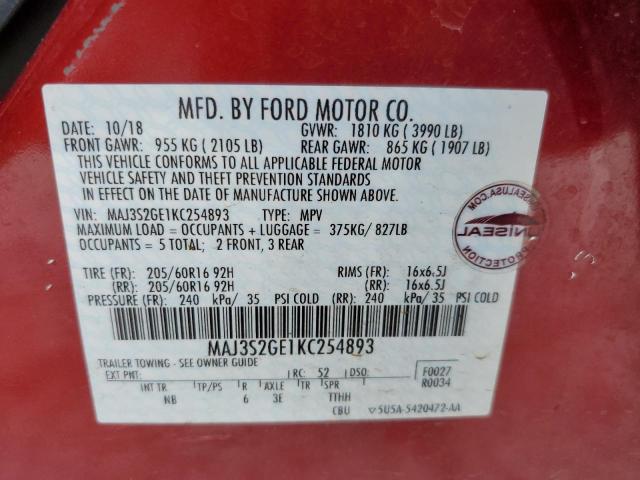 MFD. BY FORD MOTOR CO.
DATE: 10/18 GVWR: 1810 KG ( 3990 LB)
FRONT GAWR: 955 KG ( 2105 LB) REAR GAWR: 865 KG ( 1907 LB)
THIS VEHICLE CONFORMS TO ALL APPLICABLE FEDERAL MOTOR
VEHICLE SAFETY AND THEFT PREVENTION STANDARDS
IN EFFECT ON THE DATE OF MANUFACTURE SHOWN ABOVE.
VIN: MAJ3S2GE1KC254893 TYPE: MPV
MAXIMUM LOAD = OCCUPANTS + LUGGAGE = 375KG/ 827LB
OCCUPANTS = 5 TOTAL; 2 FRONT, 3 REAR
UNISEAL
TIRE (FR): 205/60R16 92H RIMS (FR): 16x6.5J
(RR): 205/60R16 92H (RR): 16x6.5J
PRESSURE (FR): 240 kPa/ 35 PSI COLD (RR): 240 kPa/ 35 PSI COLD
MAJ3S2GE1KC254893
TRAILER TOWING - SEE OWNER GUIDE
EXT PNT: RC: 52 DSO: F0027
R0034
INT TR TP/PS R AXLE TR SPR
NB 6 3E TTHH
CBU ▽5U5A-5420472-AA